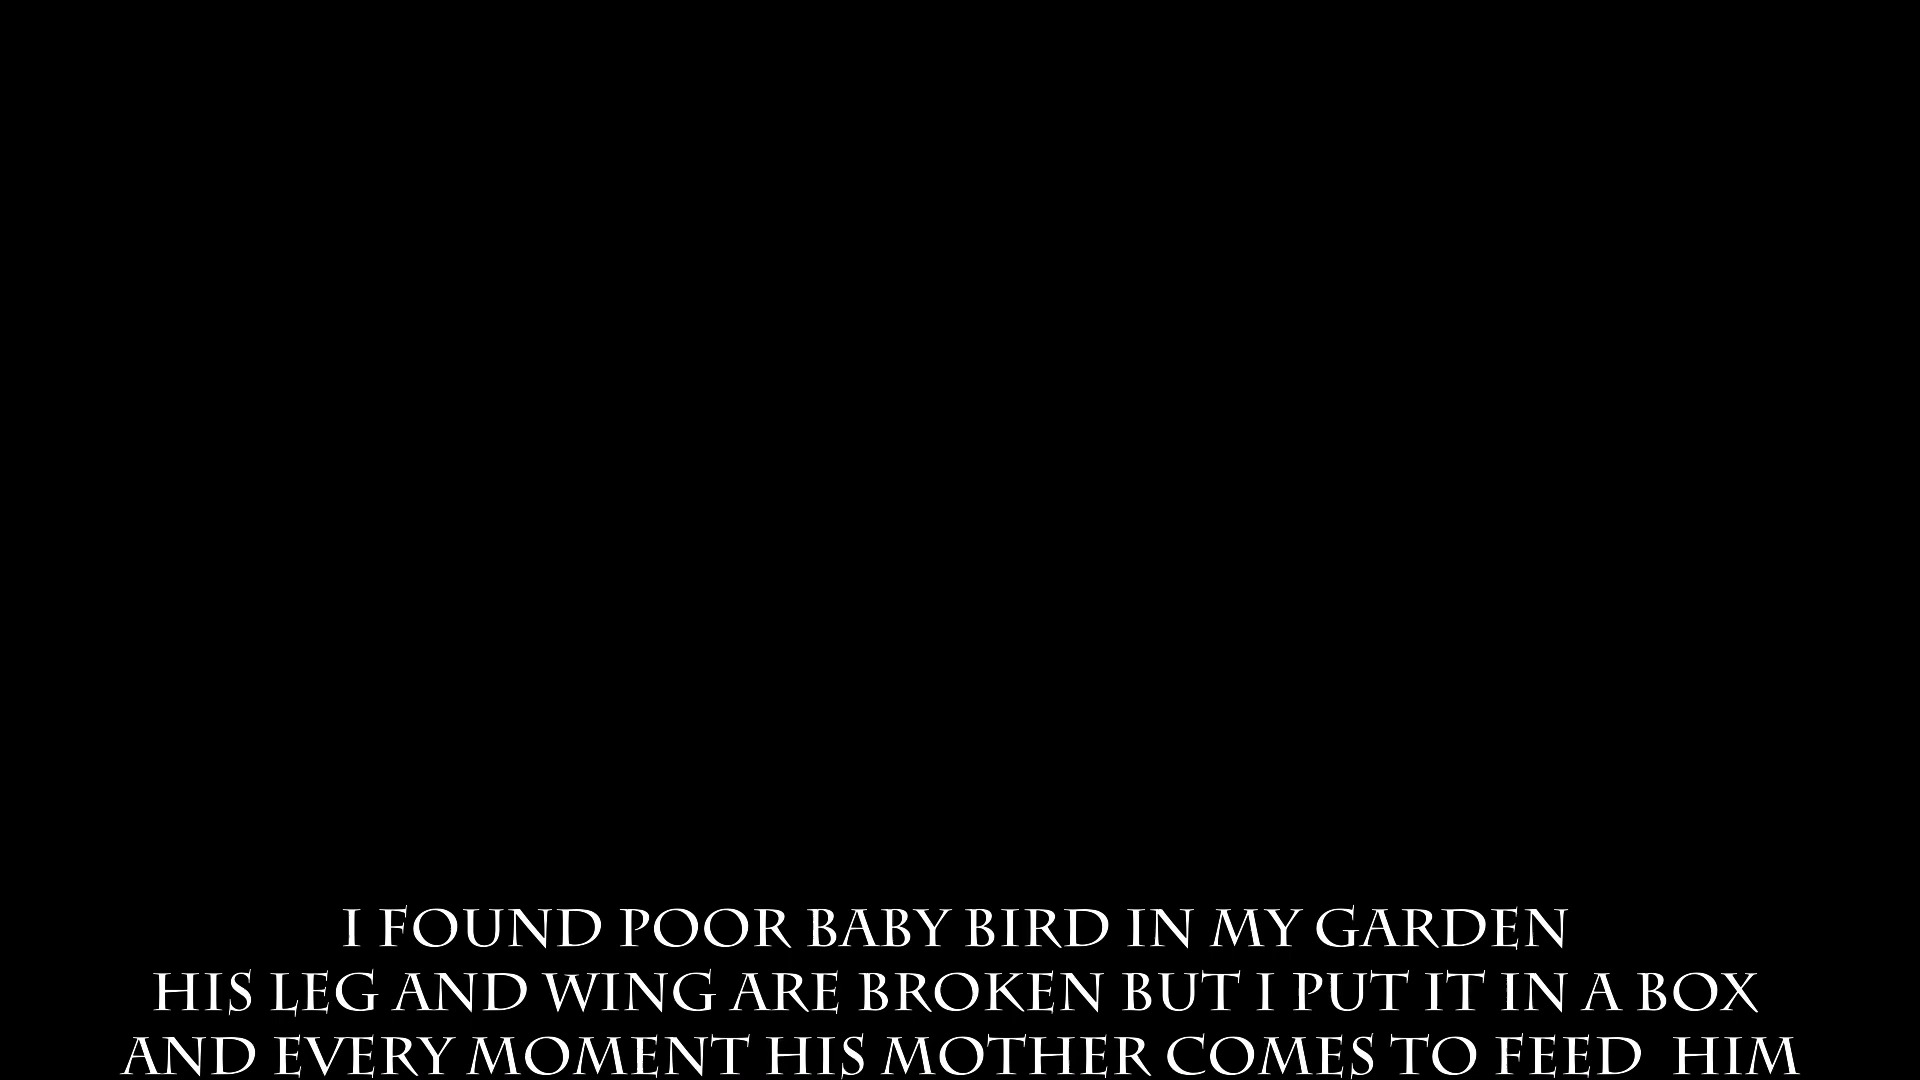 I FOUND POOR BABY BIRD IN MY GARDEN
HIS LEG AND WING ARE BROKEN BUT I PUT IT IN A BOX
AND EVERY MOMENT HIS MOTHER COMES TO FEED  HIM